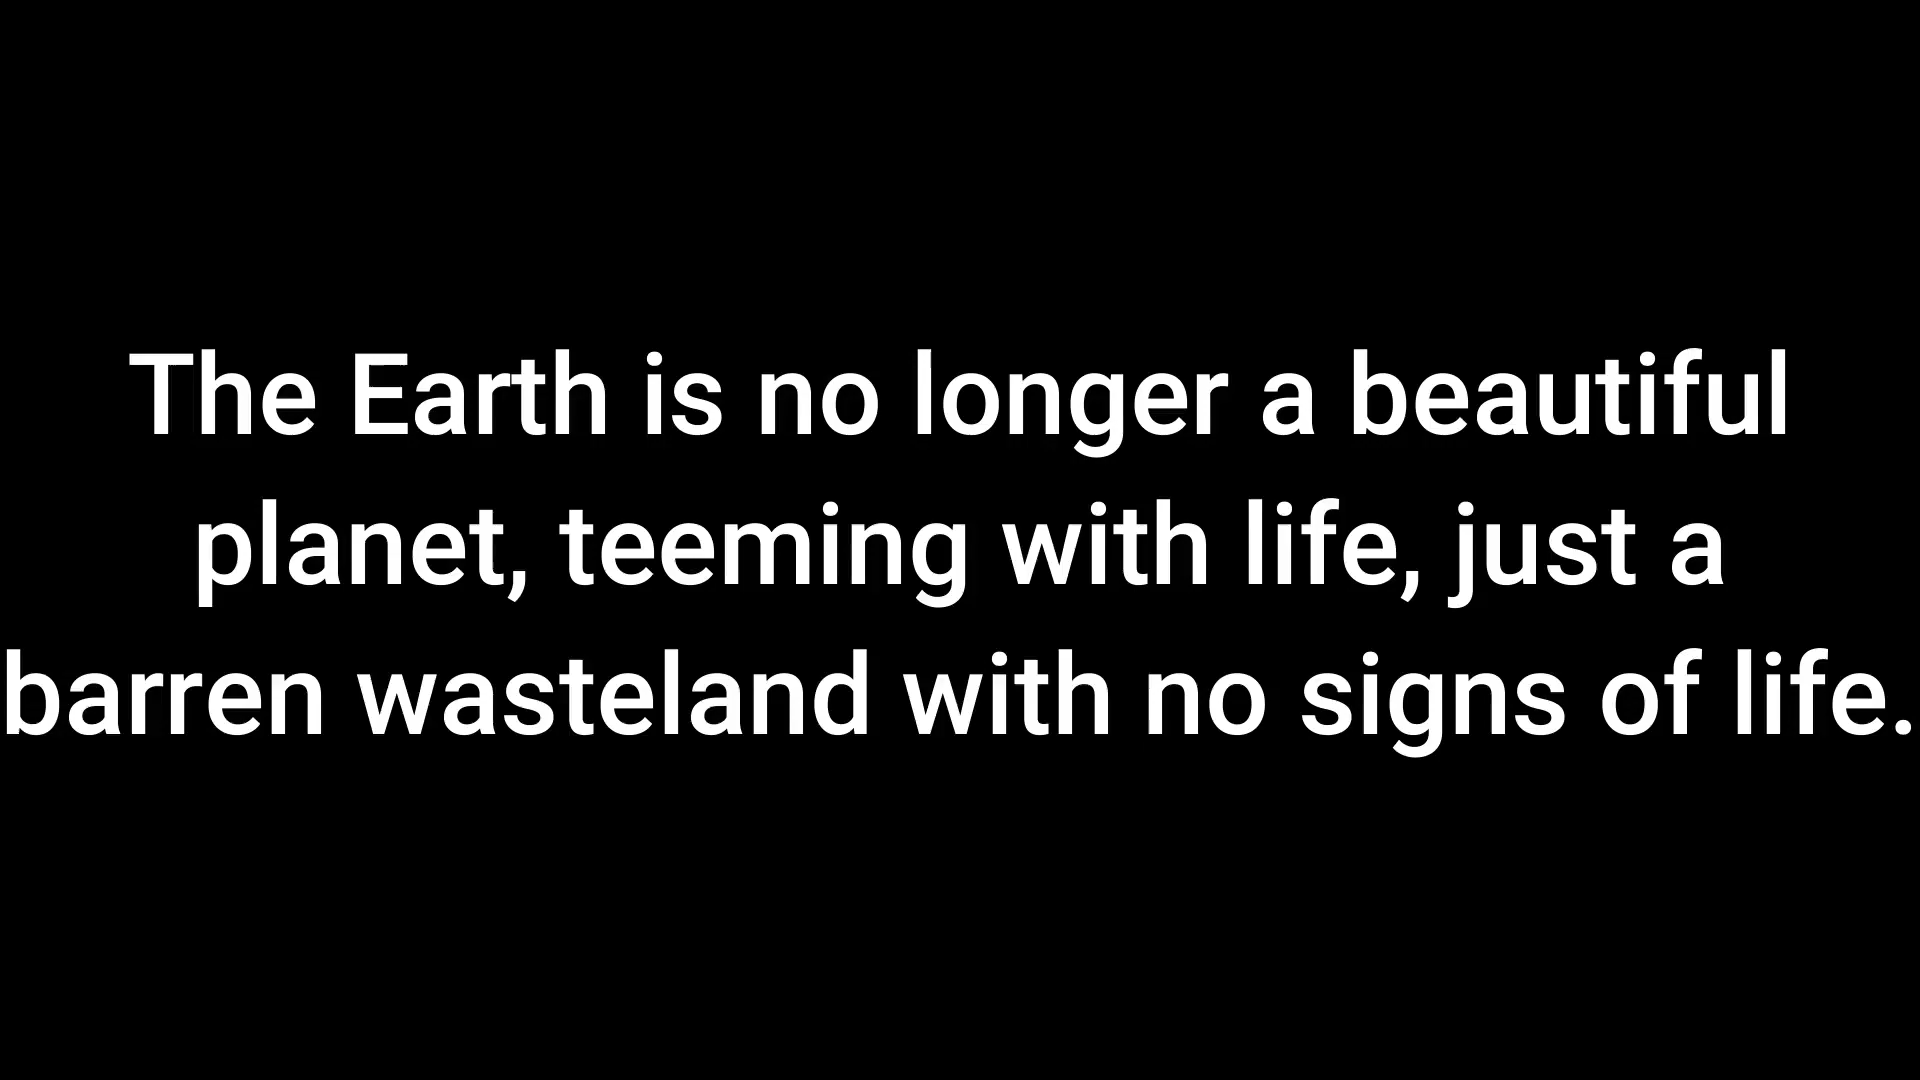 The Earth is no longer a beautiful
planet, teeming with life, just a
barren wasteland with no signs of life.